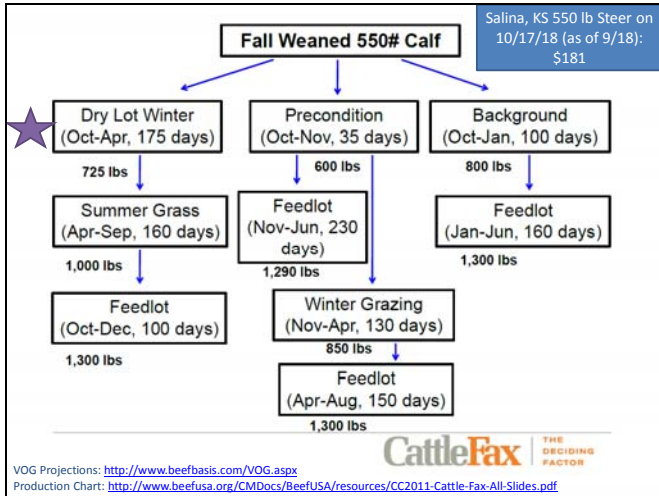 Salina, KS 550 lb Steer on
10/17/18 (as of 9/18):
$181
Fall Weaned 550# Calf
Dry Lot Winter
(Oct-Apr, 175 days)
725 lbs
Summer Grass
(Apr-Sep, 160 days)
1,000 lbs
Feedlot
(Oct-Dec, 100 days)
1,300 lbs
Precondition
(Oct-Nov, 35 days)
600 lbs
Feedlot
(Nov-Jun, 230
days)
1,290 lbs
Winter Grazing
(Nov-Apr, 130 days)
850 lbs
Feedlot
(Apr-Aug, 150 days)
1,300 lbs
Background
(Oct-Jan, 100 days)
800 lbs
Feedlot
(Jan-Jun, 160 days)
1,300 lbs
CattleFax
THE
DECIDING
FACTOR
VOG Projections: http://www.beefbasis.com/VOG.aspx
Production Chart: http://www.beefusa.org/CMDocs/BeefUSA/resources/CC2011-Cattle-Fax-All-Slides.pdf